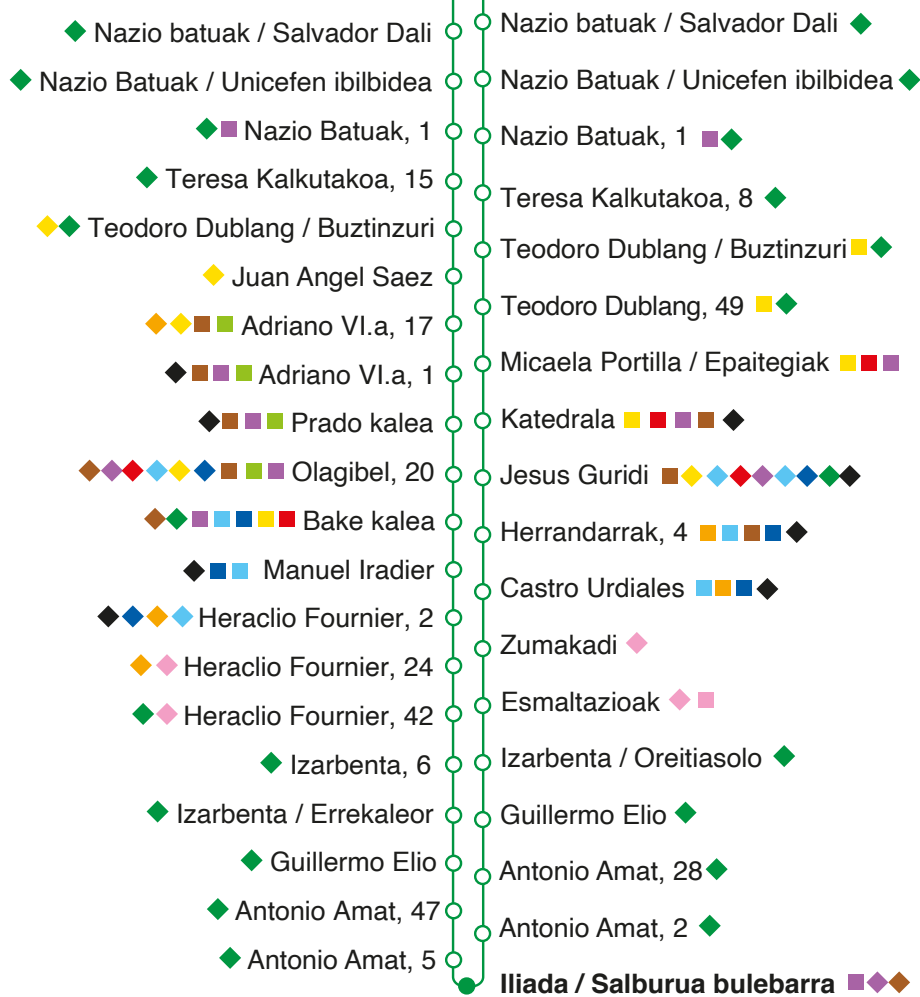 Nazio batuak / Salvador Dali
Nazio Batuak / Unicefen ibilbidea
Nazio Batuak, 1
Teresa Kalkutakoa, 15
Teodoro Dublang / Buztinzuri
Juan Angel Saez
Adriano VI.a, 17
Adriano VI.a, 1
Prado kalea
Olagibel, 20
Bake kalea
Manuel Iradier
Heraclio Fournier, 2
Heraclio Fournier, 24
Heraclio Fournier, 42
Izarbenta, 6
Izarbenta / Errekaleor
Guillermo Elio
Antonio Amat, 47
Antonio Amat, 5
Nazio batuak / Salvador Dali
Nazio Batuak / Unicefen ibilbidea
Nazio Batuak, 1
Teresa Kalkutakoa, 8
Teodoro Dublang / Buztinzuri
Teodoro Dublang, 49
Micaela Portilla / Epaitegiak
Katedrala
Jesus Guridi
Herrandarrak, 4
Castro Urdiales
Zumakadi
Esmaltazioak
Izarbenta / Oreitiasolo
Guillermo Elio
Antonio Amat, 28
Antonio Amat, 2
Iliada / Salburua bulebarra